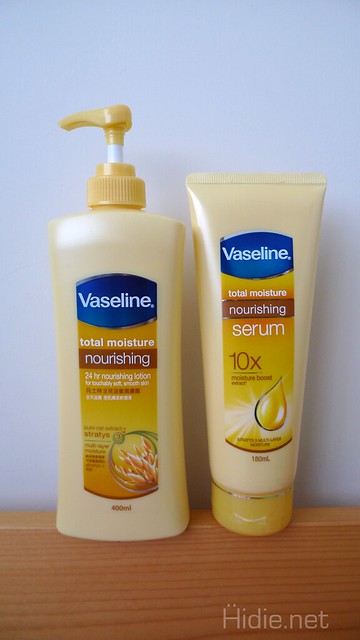 Vaseline®
total moisture
nourishing
24 hr nourishing lotion
for touchably soft, smooth skin
pure oat extract +
stratys
multi-layer
moisture
400ml
Vaseline®
total moisture
nourishing
serum
10x
moisture boost
extract
MOISTURE
180mL
Hidie.net